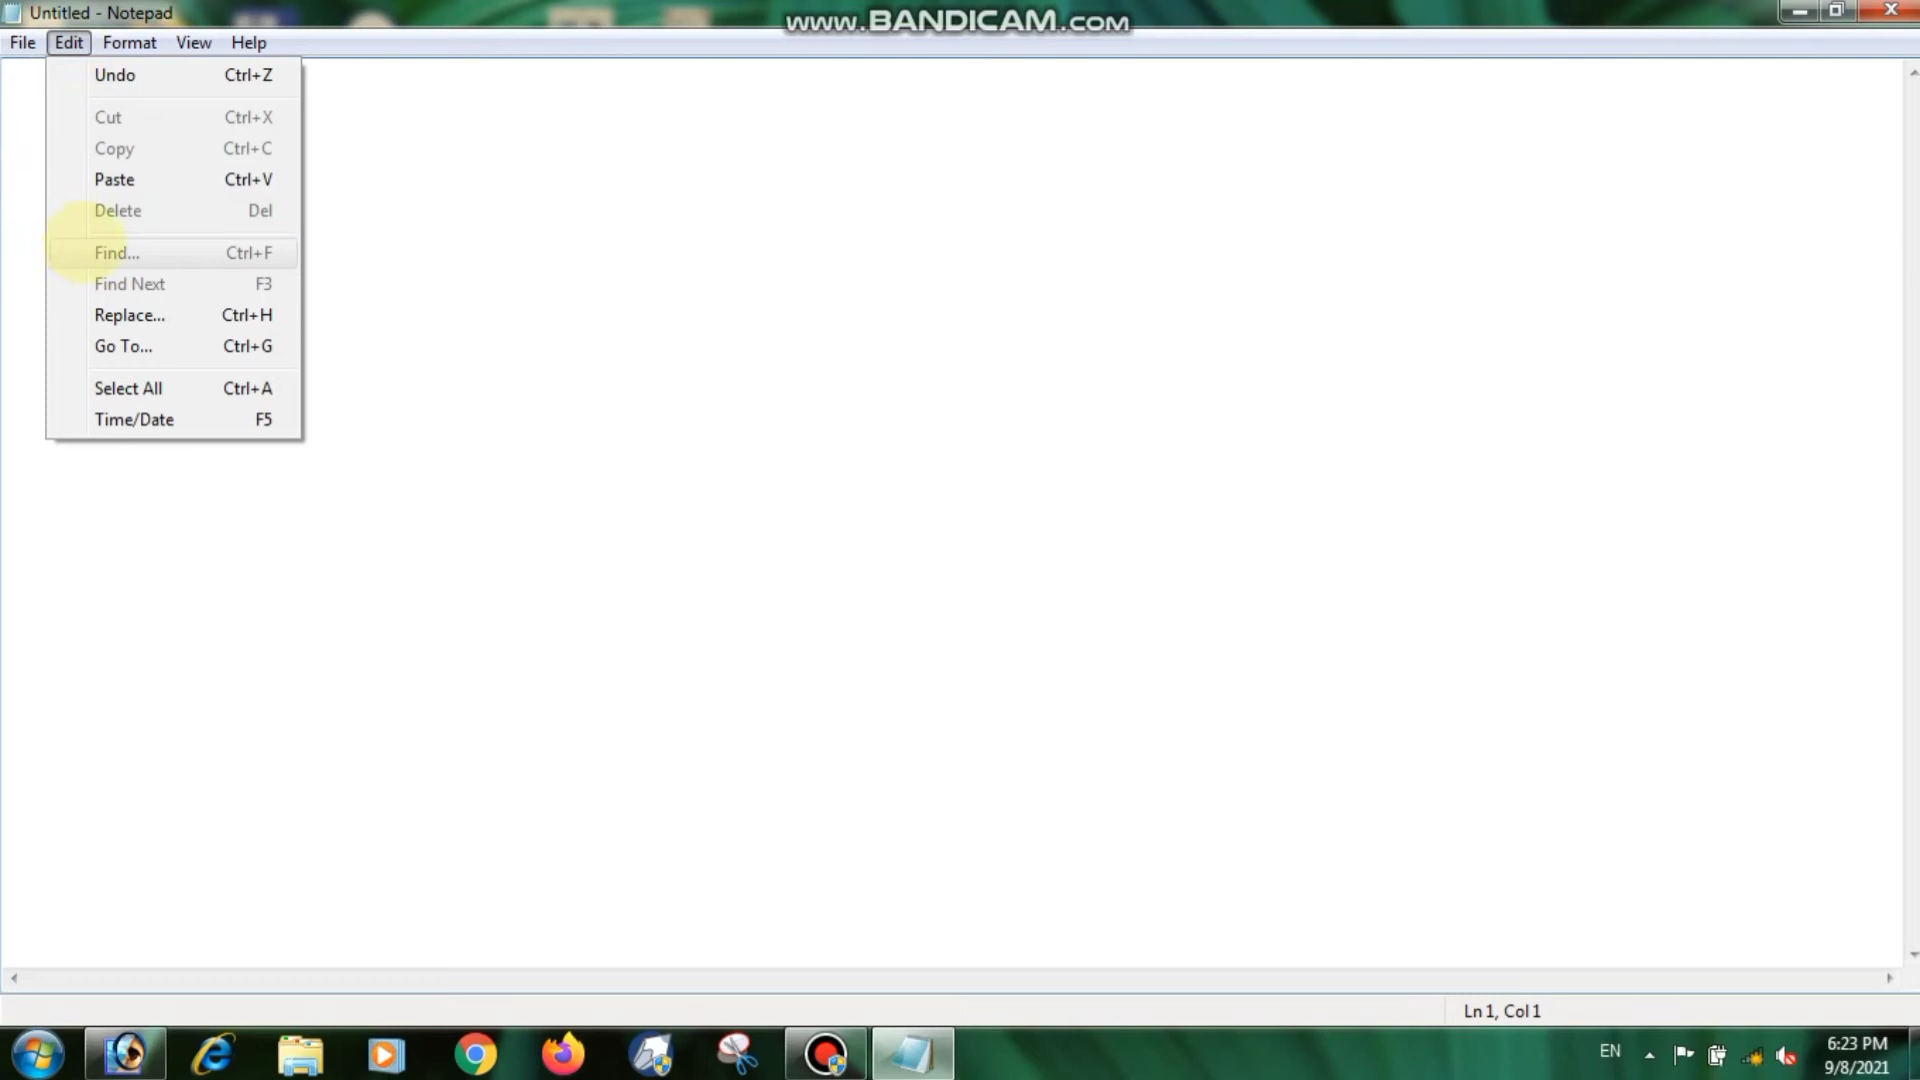 Untitled - Notepad
www.BANDICAM.com
File Edit Format View Help
Undo Ctrl+Z
Cut Ctrl+X
Copy Ctrl+C
Paste Ctrl+V
Delete Del
Find... Ctrl+F
Find Next F3
Replace... Ctrl+H
Go To... Ctrl+G
Select All Ctrl+A
Time/Date F5
Ln 1, Col 1
EN
6:23 PM
9/8/2021